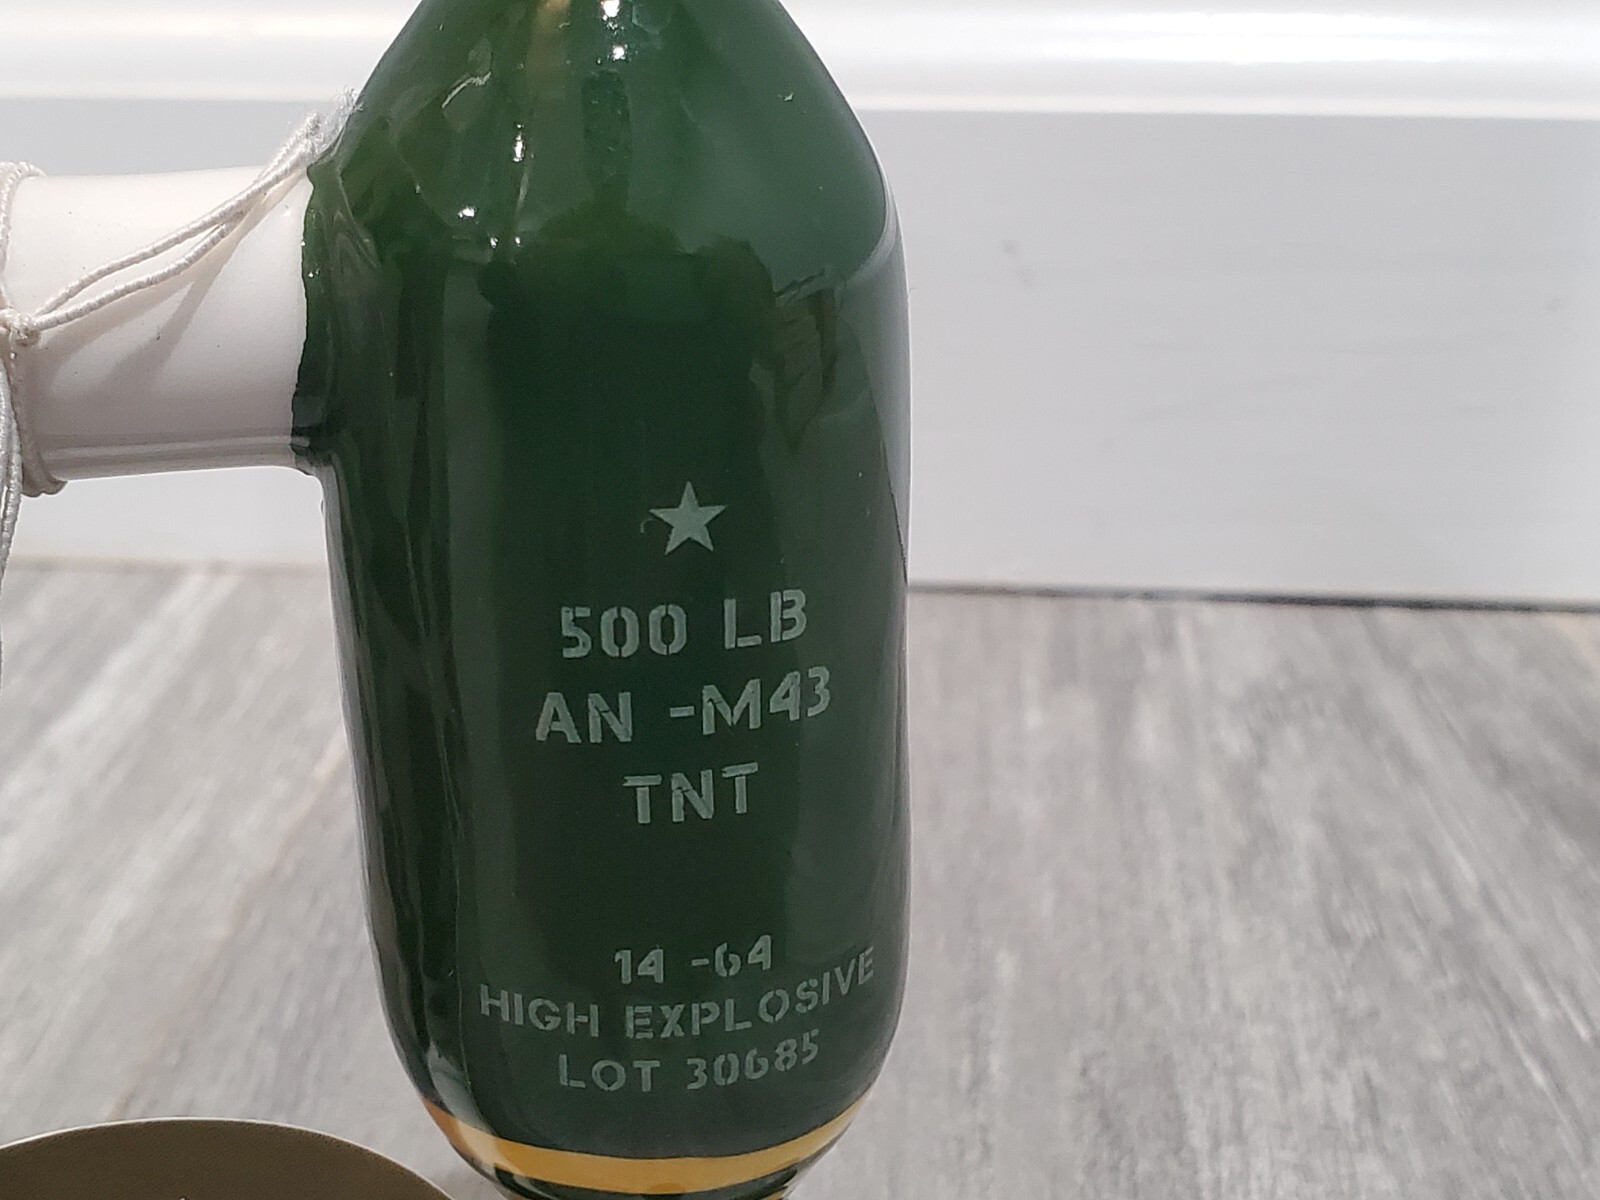 500 LB
AN -M43
TNT
14 -64
HIGH EXPLOSIVE
LOT 30685